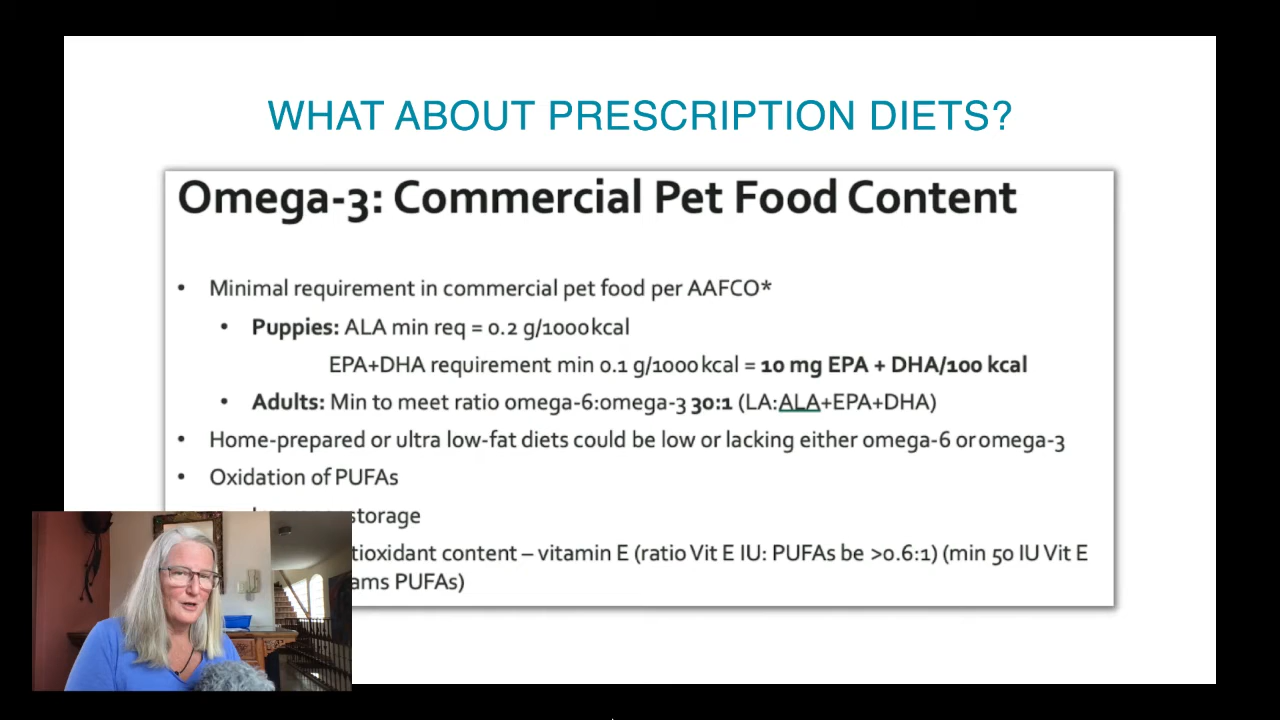 WHAT ABOUT PRESCRIPTION DIETS?
Omega-3: Commercial Pet Food Content
• Minimal requirement in commercial pet food per AAFCO*
• Puppies: ALA min req = 0.2 g/1000kcal
EPA+DHA requirement min 0.1 g/1000kcal = 10 mg EPA + DHA/100 kcal
• Adults: Min to meet ratio omega-6:omega-3 30:1 (LA:ALA+EPA+DHA)
• Home-prepared or ultra low-fat diets could be low or lacking either omega-6 or omega-3
• Oxidation of PUFAs
storage
content – vitamin E (ratio Vit E IU: PUFAs be >0.6:1) (min 50 IU Vit E
PUFAs)